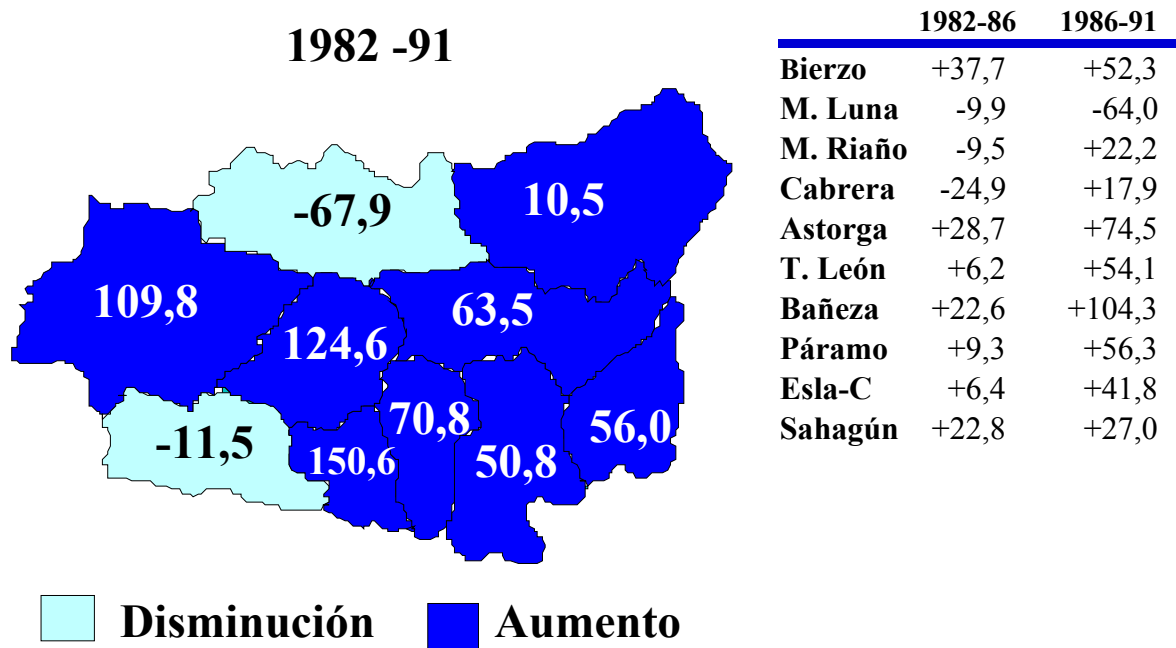 1982 -91
-67,9
10,5
109,8
63,5
124,6
70,8
56,0
-11,5
150,6
50,8
Disminución Aumento
1982-86 1986-91
Bierzo +37,7 +52,3
M. Luna -9,9 -64,0
M. Riaño -9,5 +22,2
Cabrera -24,9 +17,9
Astorga +28,7 +74,5
T. León +6,2 +54,1
Bañeza +22,6 +104,3
Páramo +9,3 +56,3
Esla-C +6,4 +41,8
Sahagún +22,8 +27,0